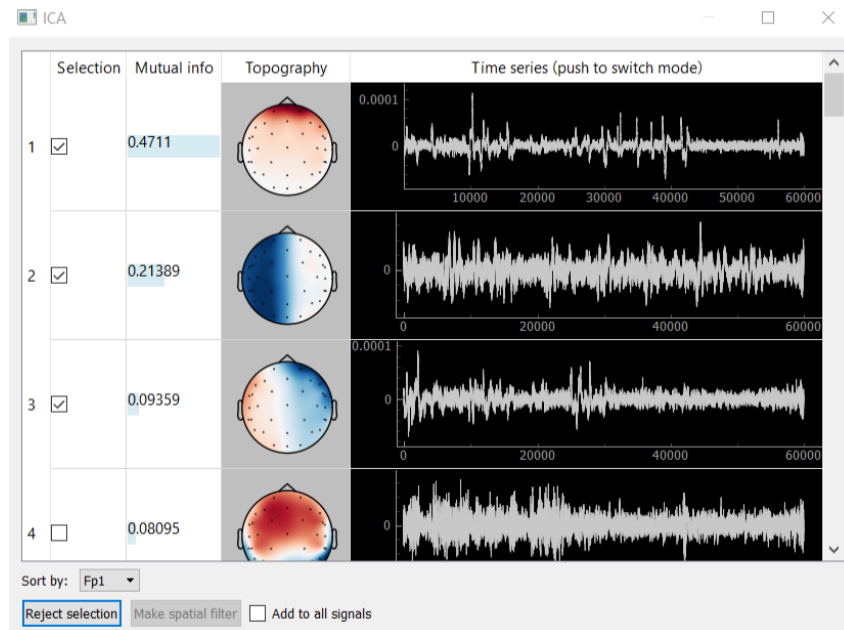 ICA
Selection Mutual info Topography Time series (push to switch mode)
1 0.4711 0.0001 0 10000 20000 30000 40000 50000 60000
2 0.21389 0 0 20000 40000 60000
3 0.09359 0.0001 0 0 20000 40000 60000
4 0.08095 0
Sort by: Fp1
Reject selection Make spatial filter Add to all signals